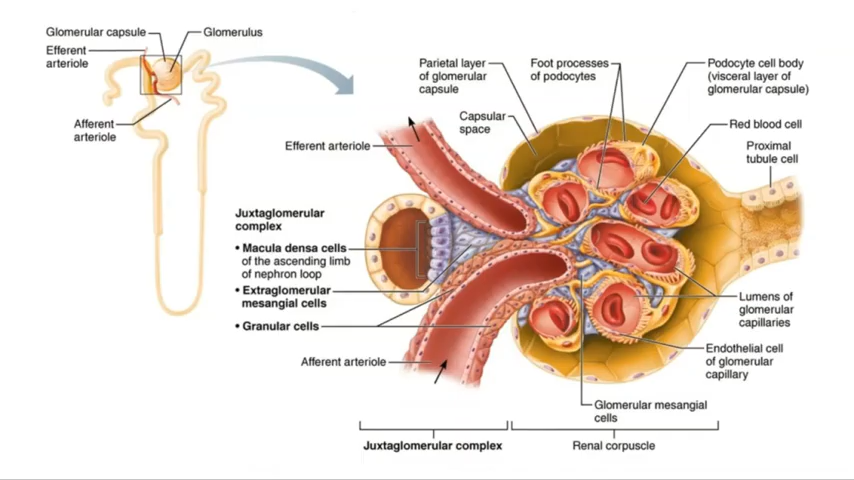 Glomerular capsule
Glomerulus
Efferent
arteriole
Afferent
arteriole
Parietal layer
of glomerular
capsule
Foot processes
of podocytes
Podocyte cell body
(visceral layer of
glomerular capsule)
Capsular
space
Red blood cell
Efferent arteriole
Proximal
tubule cell
Juxtaglomerular
complex
• Macula densa cells
of the ascending limb
of nephron loop
• Extraglomerular
mesangial cells
• Granular cells
Lumens of
glomerular
capillaries
Endothelial cell
of glomerular
capillary
Afferent arteriole
Glomerular mesangial
cells
Juxtaglomerular complex
Renal corpuscle